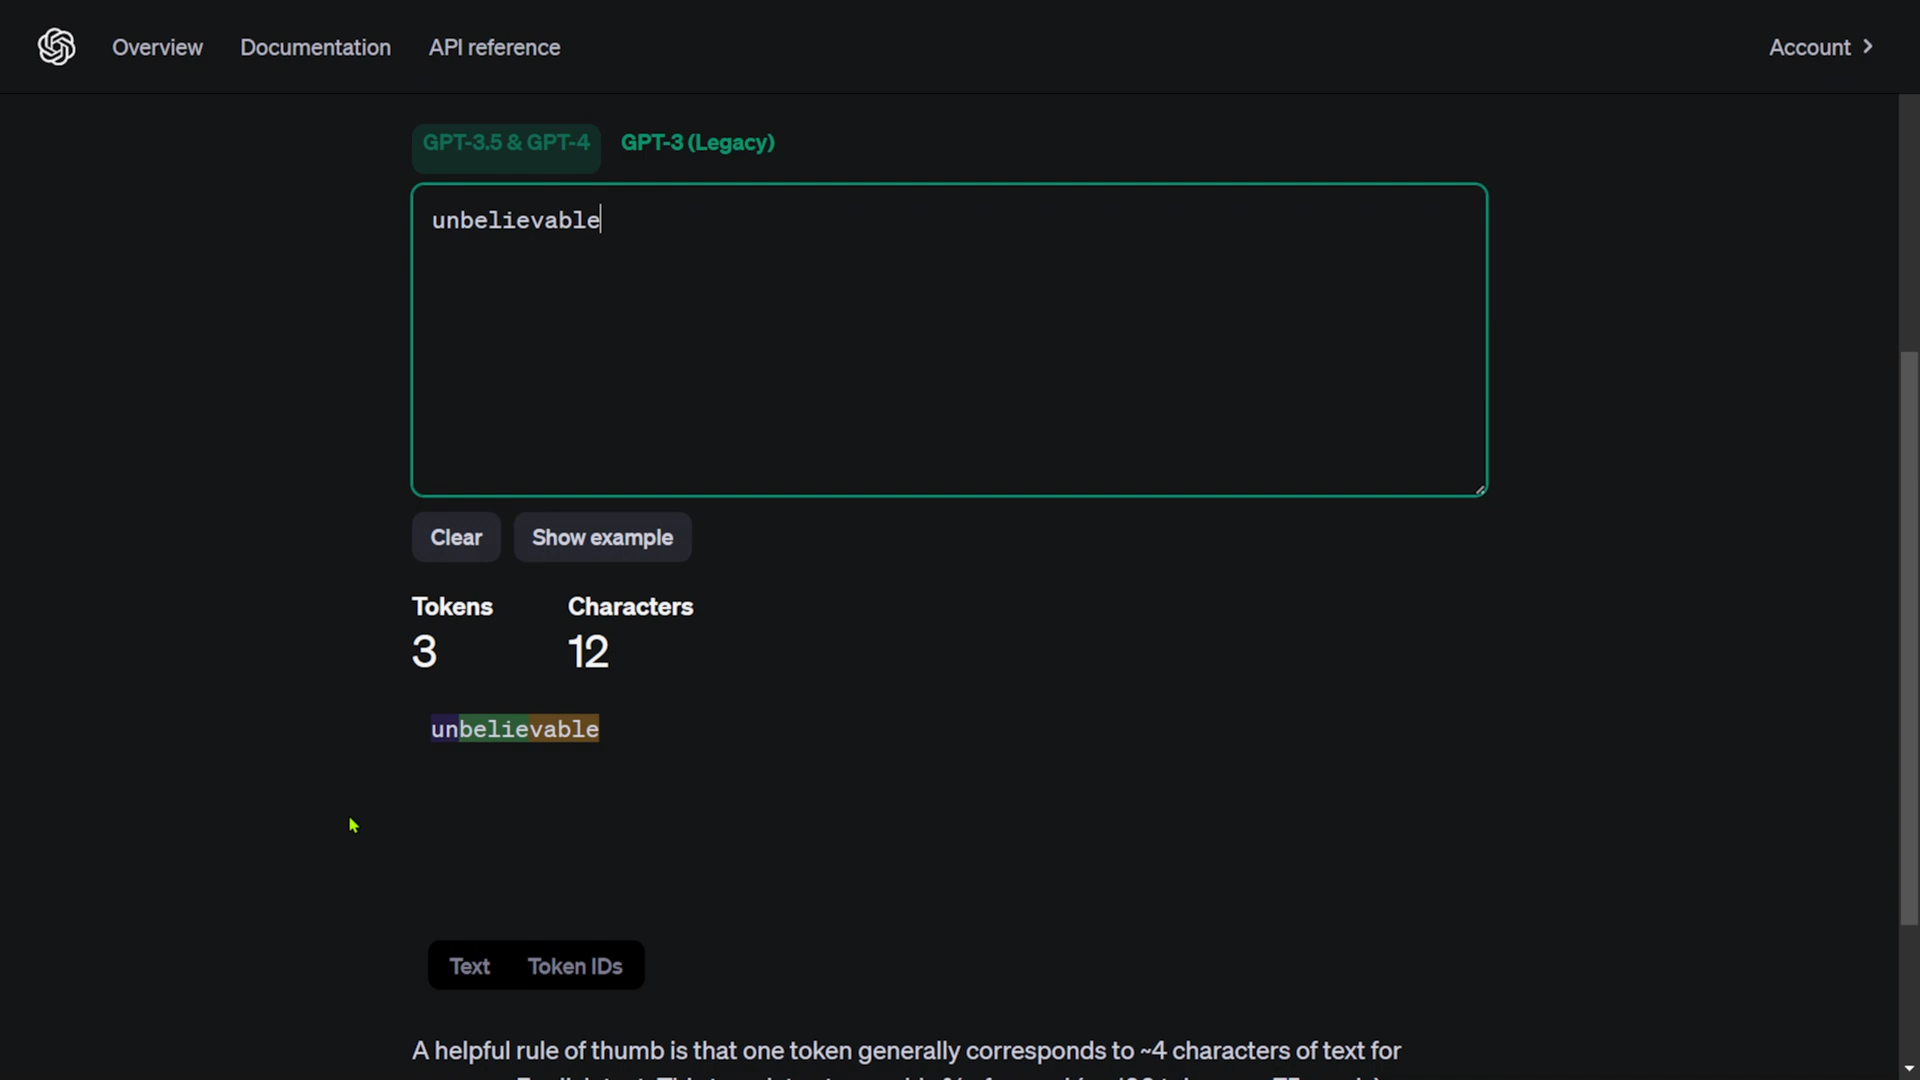 Overview Documentation API reference Account
GPT-3.5 & GPT-4 GPT-3 (Legacy)
unbelievable
Clear Show example
Tokens Characters
3 12
unbelievable
Text Token IDs
A helpful rule of thumb is that one token generally corresponds to ~4 characters of text for